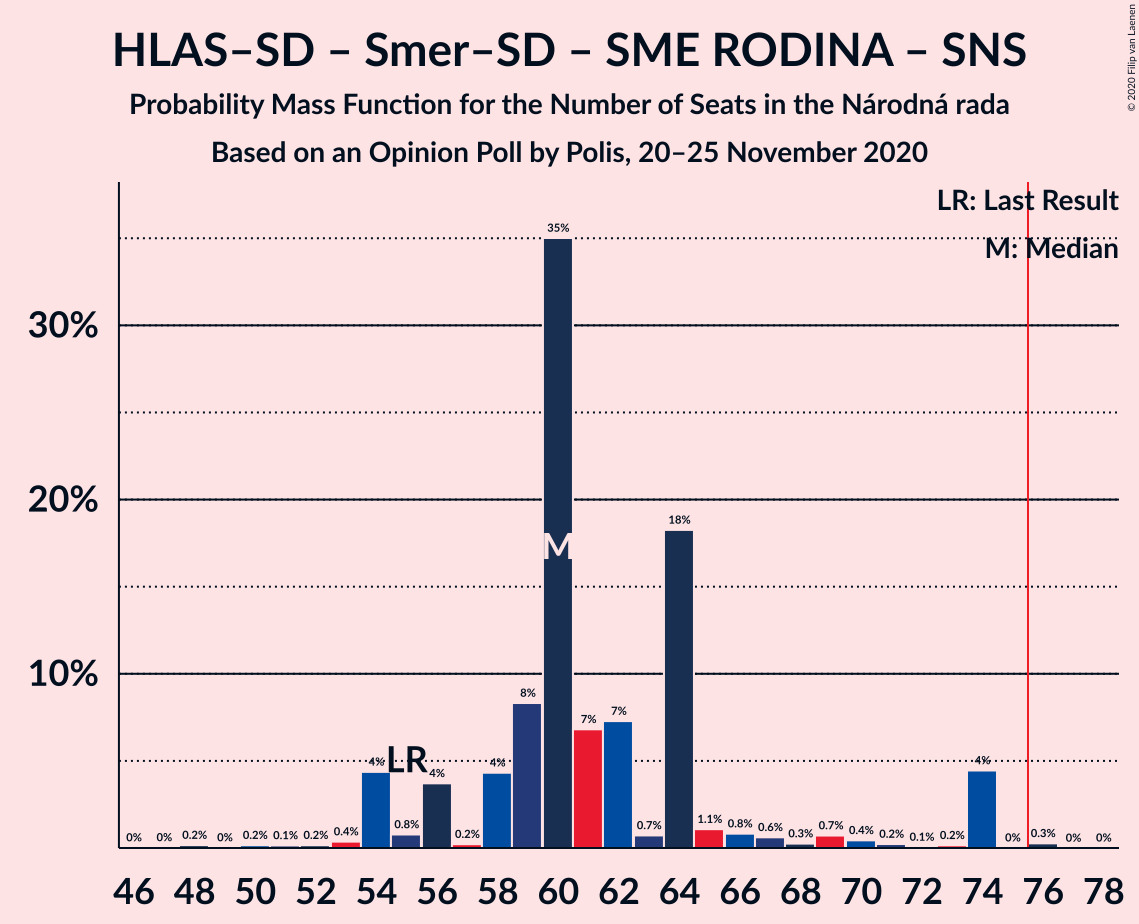 HLAS–SD – Smer–SD – SME RODINA – SNS
Probability Mass Function for the Number of Seats in the Národná rada
Based on an Opinion Poll by Polis, 20–25 November 2020
© 2020 Filip van Laenen
LR: Last Result
M: Median
35%
30%
20%
18%
M
10%
8%
7% 7%
4% LR 4% 4% 4%
0% 0% 0.2% 0% 0.2% 0.1% 0.2% 0.4% 0.8% 0.2% 0.7% 1.1% 0.8% 0.6% 0.3% 0.7% 0.4% 0.2% 0.1% 0.2% 0% 0.3% 0% 0%
46 48 50 52 54 56 58 60 62 64 66 68 70 72 74 76 78